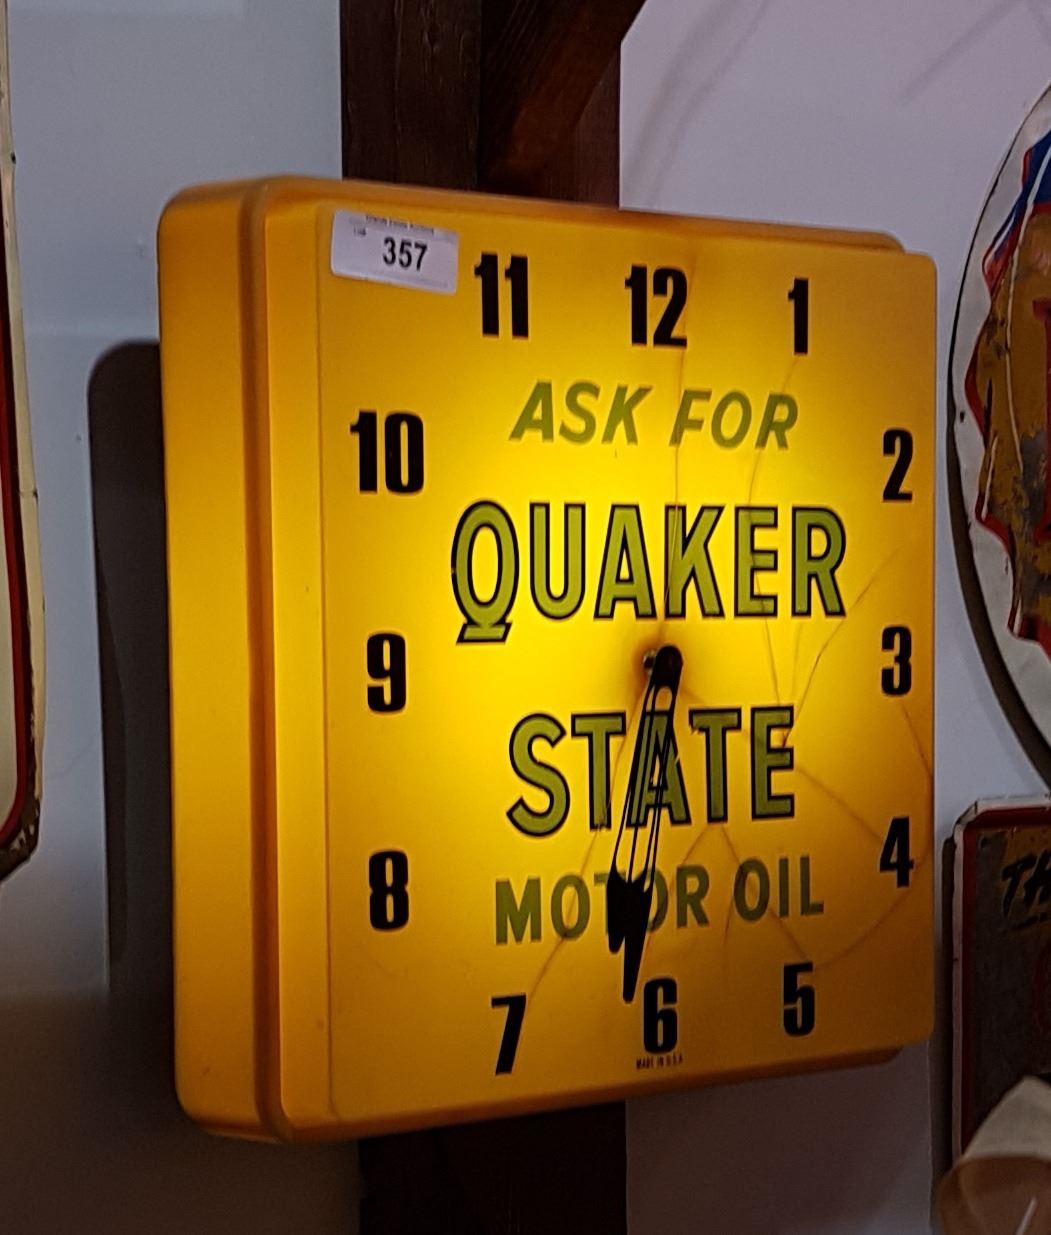 357
11 12 1
ASK FOR
10 2
QUAKER
9 3
STATE
8 4
MOTOR OIL
7 6 5
MADE IN U.S.A
TH